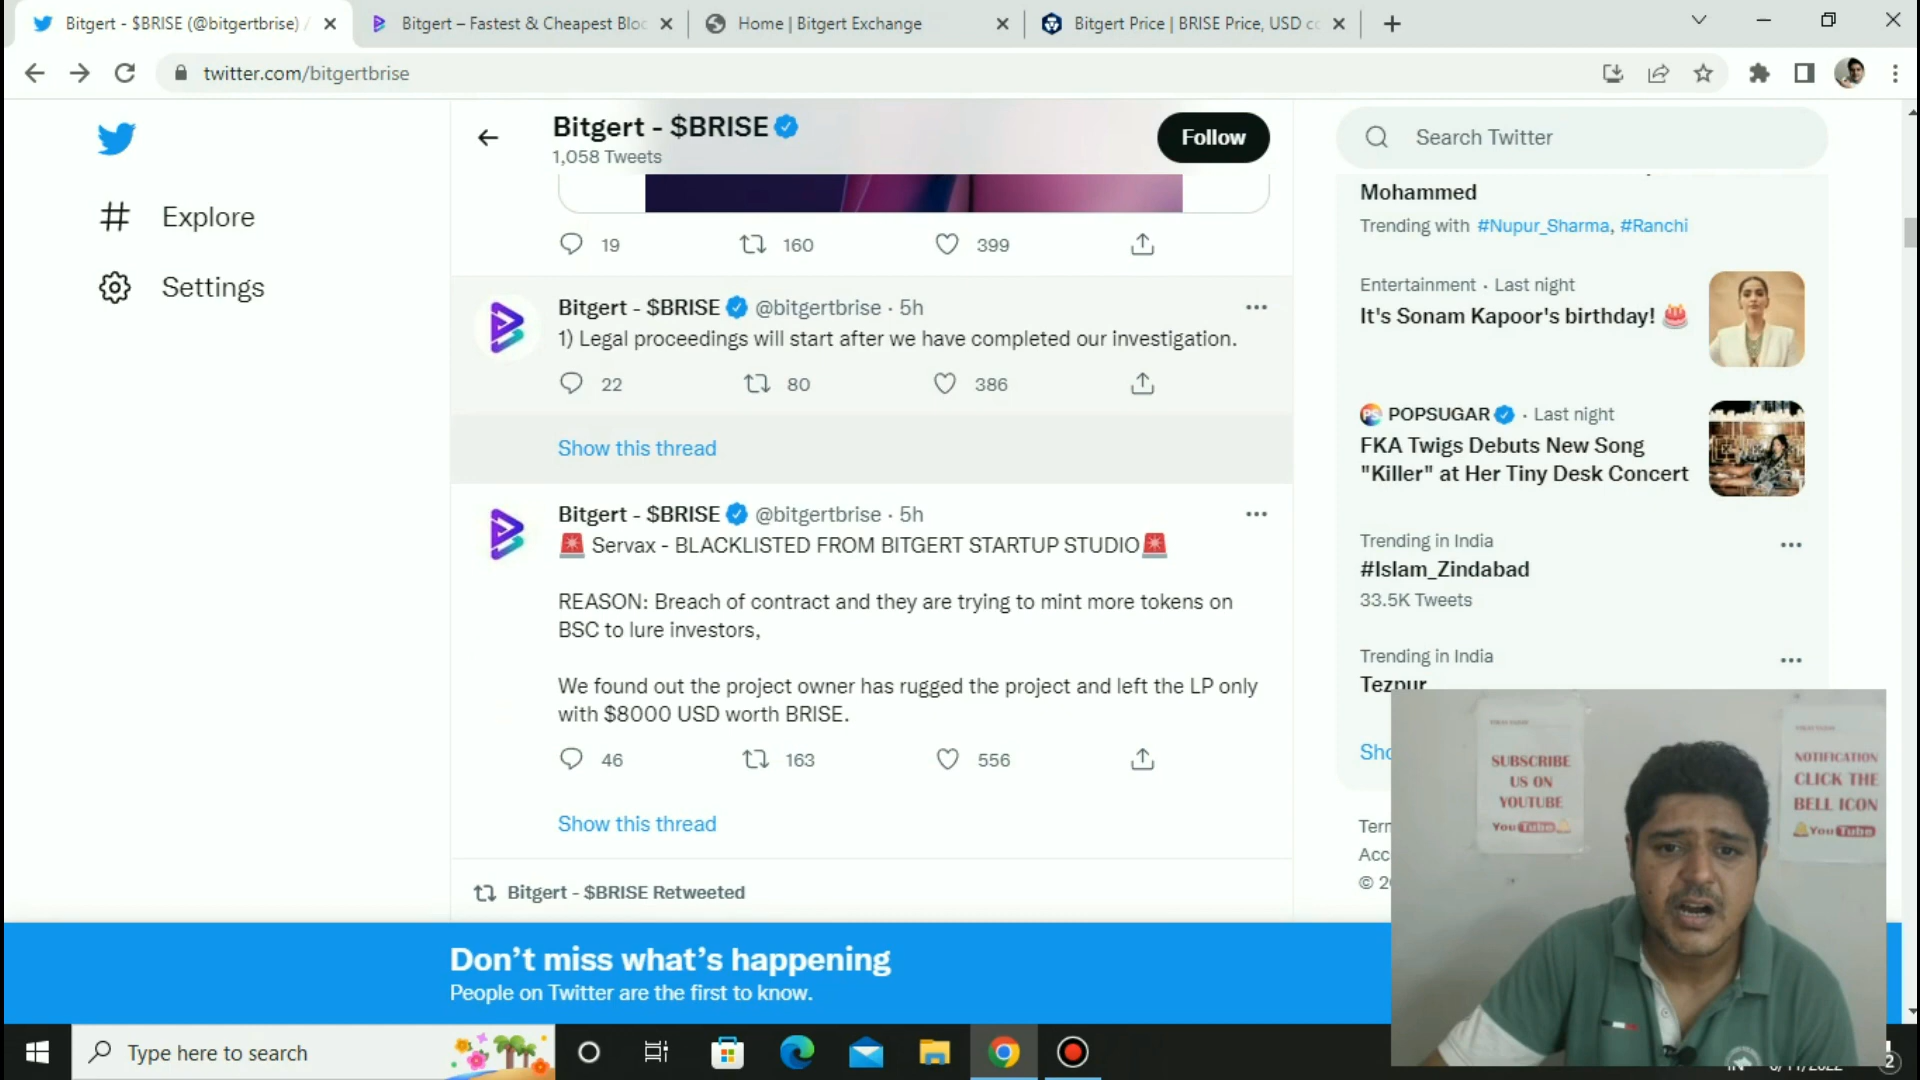 Bitgert - $BRISE (@bitgertbrise) /
Bitgert – Fastest & Cheapest Bloc
Home | Bitgert Exchange
Bitgert Price | BRISE Price, USD cc
twitter.com/bitgertbrise
Explore
Settings
Bitgert - $BRISE
1,058 Tweets
Follow
19 160 399
Bitgert - $BRISE @bitgertbrise · 5h
1) Legal proceedings will start after we have completed our investigation.
22 80 386
Show this thread
Bitgert - $BRISE @bitgertbrise · 5h
🚨 Servax - BLACKLISTED FROM BITGERT STARTUP STUDIO🚨
REASON: Breach of contract and they are trying to mint more tokens on
BSC to lure investors,
We found out the project owner has rugged the project and left the LP only
with $8000 USD worth BRISE.
46 163 556
Show this thread
Bitgert - $BRISE Retweeted
Search Twitter
Mohammed
Trending with #Nupur_Sharma, #Ranchi
Entertainment · Last night
It's Sonam Kapoor's birthday! 🎂
POPSUGAR · Last night
FKA Twigs Debuts New Song
"Killer" at Her Tiny Desk Concert
Trending in India
#Islam_Zindabad
33.5K Tweets
Trending in India
Tezpur
Sho
Term
Acc
© 20
SUBSCRIBE
US ON
YOUTUBE
YouTube
NOTIFICATION
CLICK THE
BELL ICON
YouTube
Don't miss what's happening
People on Twitter are the first to know.
Type here to search
2